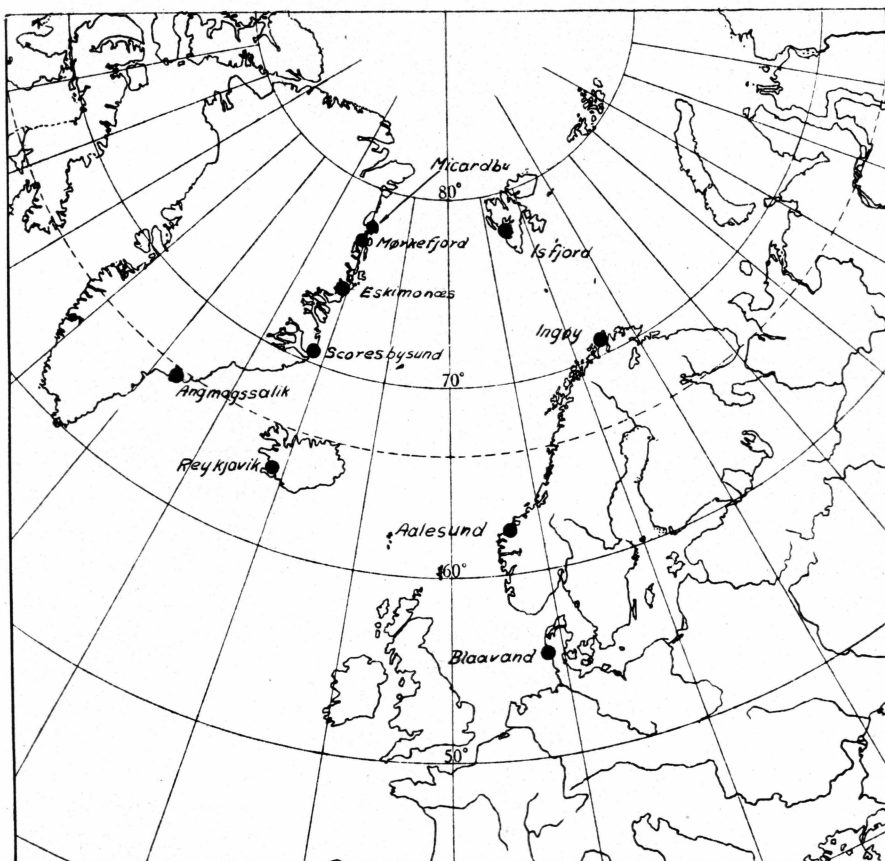 Micardbu
80°
Mørkefjord
Isfjord
Eskimonæs
Ingøy
Scoresbysund
70°
Angmagssalik
Reykjavik
Aalesund
60°
Blaavand
50°